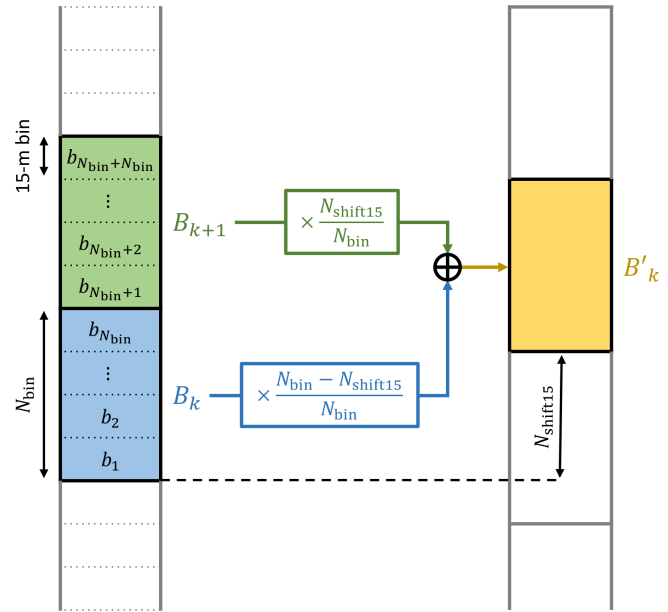 15-m bin
b_{N_bin+N_bin}
⋮
b_{N_bin+2}
b_{N_bin+1}
N_bin
b_{N_bin}
⋮
b_2
b_1
B_{k+1}
× N_shift15 / N_bin
B_k
× (N_bin − N_shift15) / N_bin
B'_k
N_shift15